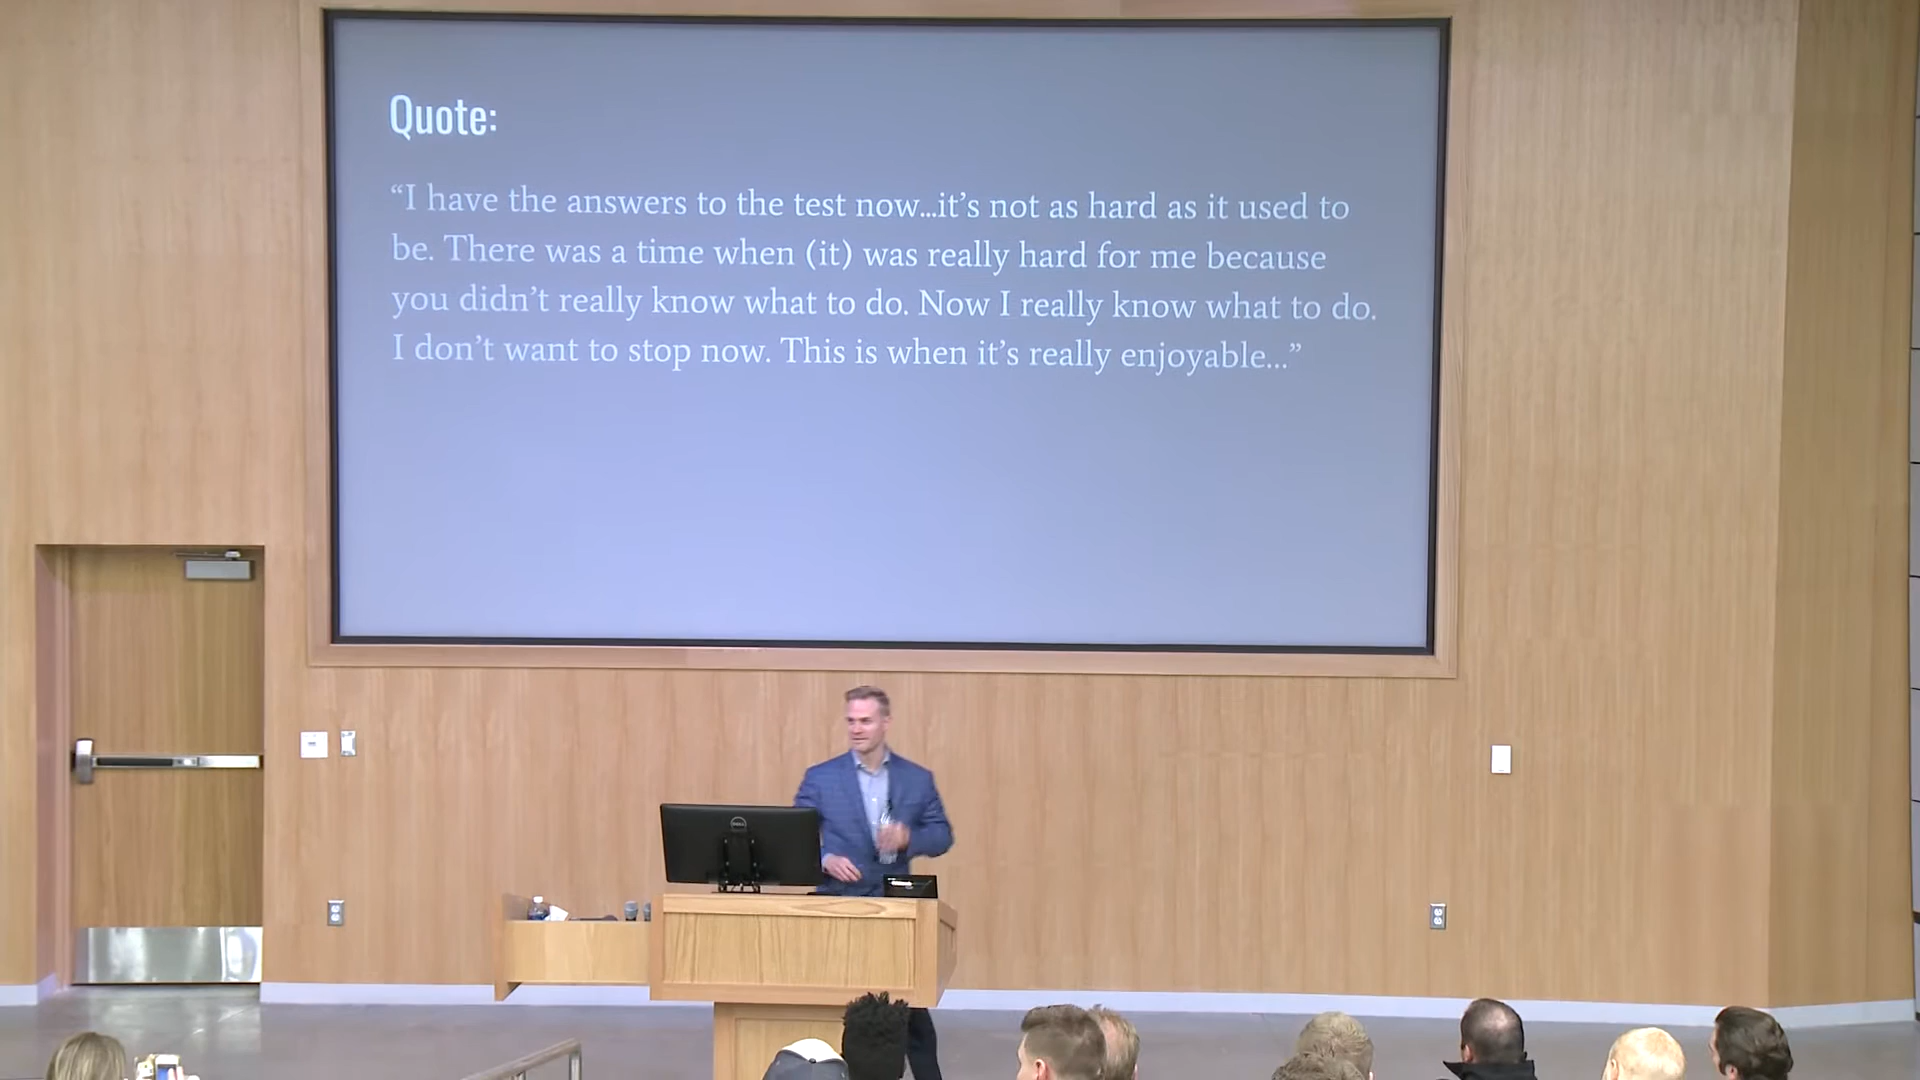 Quote:
“I have the answers to the test now...it’s not as hard as it used to
be. There was a time when (it) was really hard for me because
you didn’t really know what to do. Now I really know what to do.
I don’t want to stop now. This is when it’s really enjoyable...”
DELL